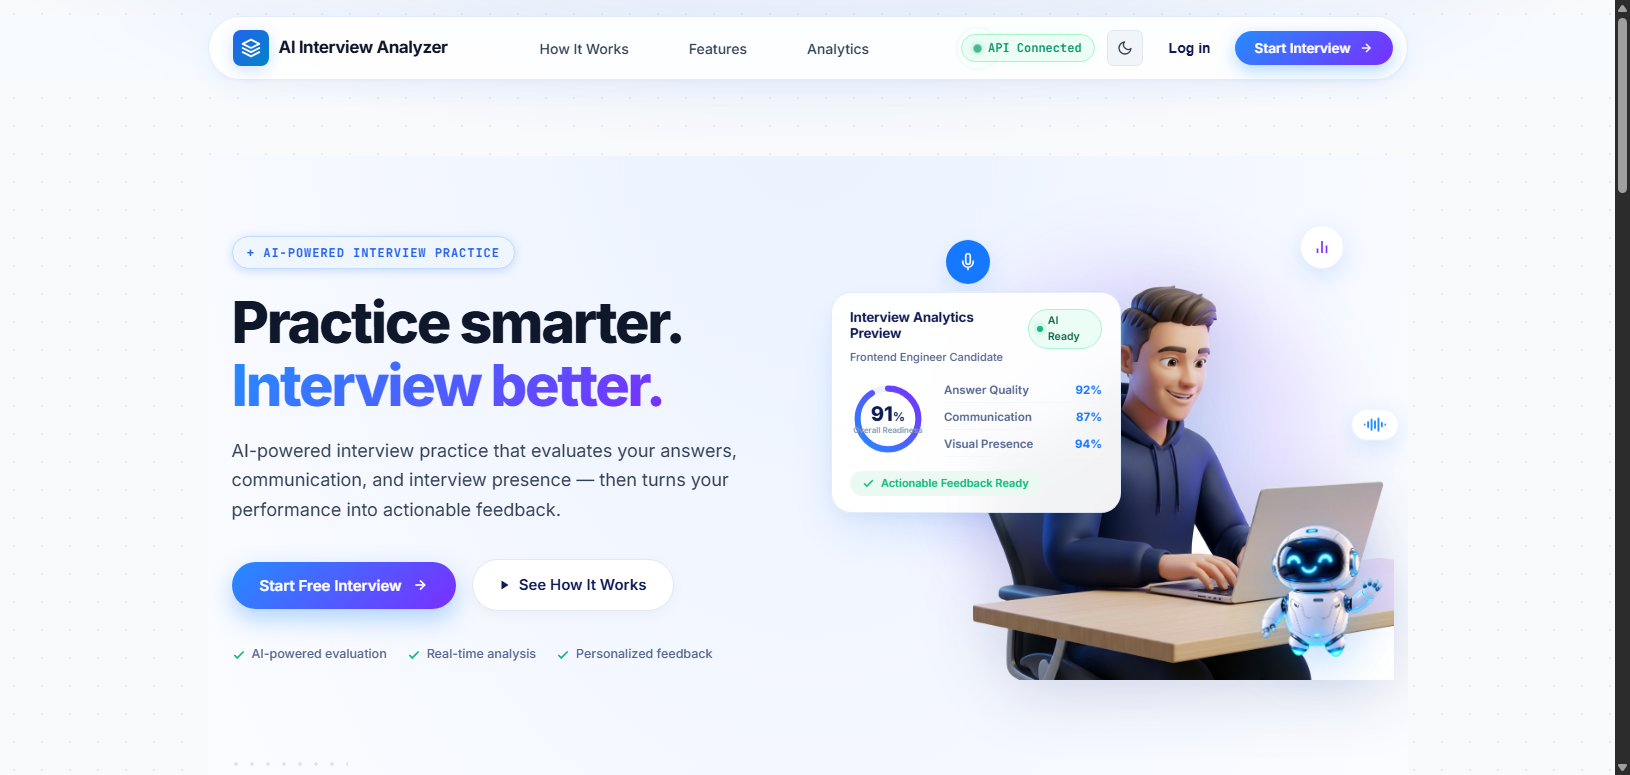 AI Interview Analyzer
How It Works
Features
Analytics
API Connected
Log in
Start Interview →
+ AI-POWERED INTERVIEW PRACTICE
Practice smarter.
Interview better.
AI-powered interview practice that evaluates your answers,
communication, and interview presence — then turns your
performance into actionable feedback.
Start Free Interview →
See How It Works
AI-powered evaluation
Real-time analysis
Personalized feedback
Interview Analytics
Preview
AI
Ready
Frontend Engineer Candidate
91%
Overall Readiness
Answer Quality 92%
Communication 87%
Visual Presence 94%
Actionable Feedback Ready